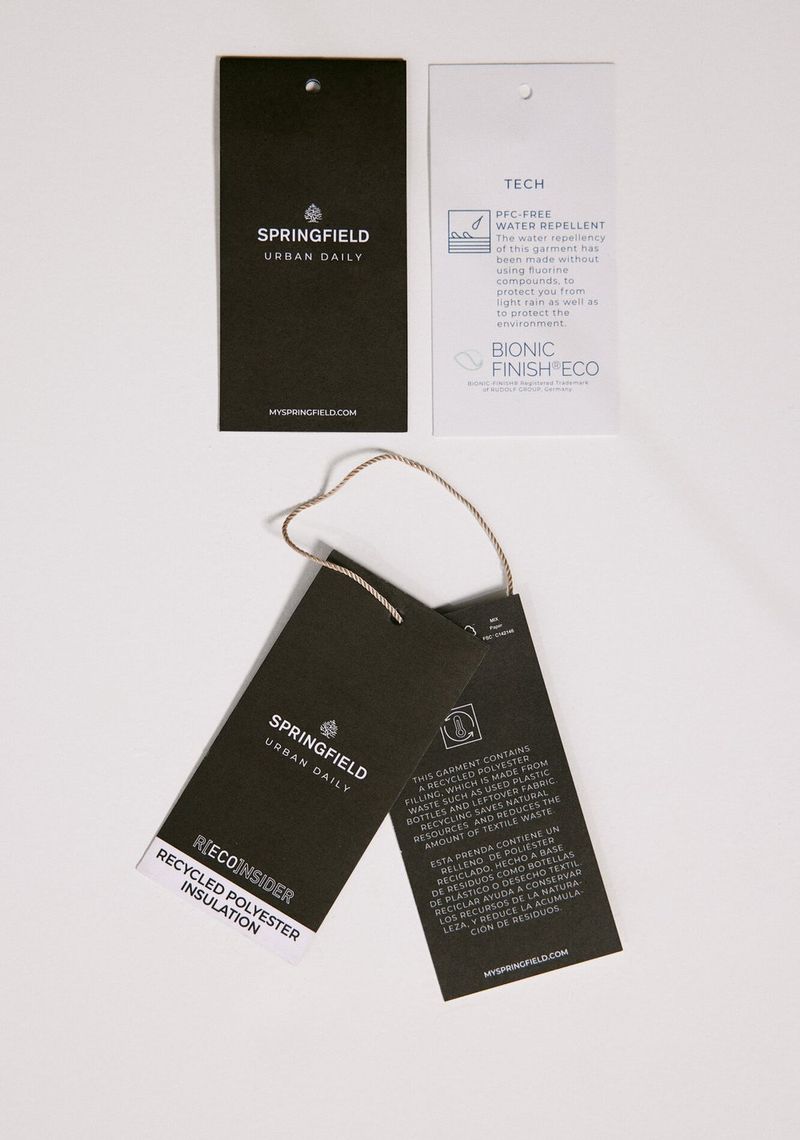 SPRINGFIELD
URBAN DAILY
MYSPRINGFIELD.COM
TECH
PFC-FREE
WATER REPELLENT
The water repellency
of this garment has
been made without
using fluorine
compounds, to
protect you from
light rain as well as
to protect the
environment.
BIONIC
FINISH®ECO
BIONIC-FINISH® Registered Trademark
of RUDOLF GROUP, Germany
SPRINGFIELD
URBAN DAILY
R[ECO]NSIDER
RECYCLED POLYESTER
INSULATION
MIX
Paper
FSC® C142146
THIS GARMENT CONTAINS
A RECYCLED POLYESTER
FILLING, WHICH IS MADE FROM
WASTE SUCH AS USED PLASTIC
BOTTLES AND LEFTOVER FABRIC.
RECYCLING SAVES NATURAL
RESOURCES AND REDUCES THE
AMOUNT OF TEXTILE WASTE.
ESTA PRENDA CONTIENE UN
RELLENO DE POLIÉSTER
RECICLADO, HECHO A BASE
DE RESIDUOS COMO BOTELLAS
DE PLÁSTICO O DESECHO TEXTIL.
RECICLAR AYUDA A CONSERVAR
LOS RECURSOS DE LA NATURA-
LEZA, Y REDUCE LA ACUMULA-
CIÓN DE RESIDUOS.
MYSPRINGFIELD.COM